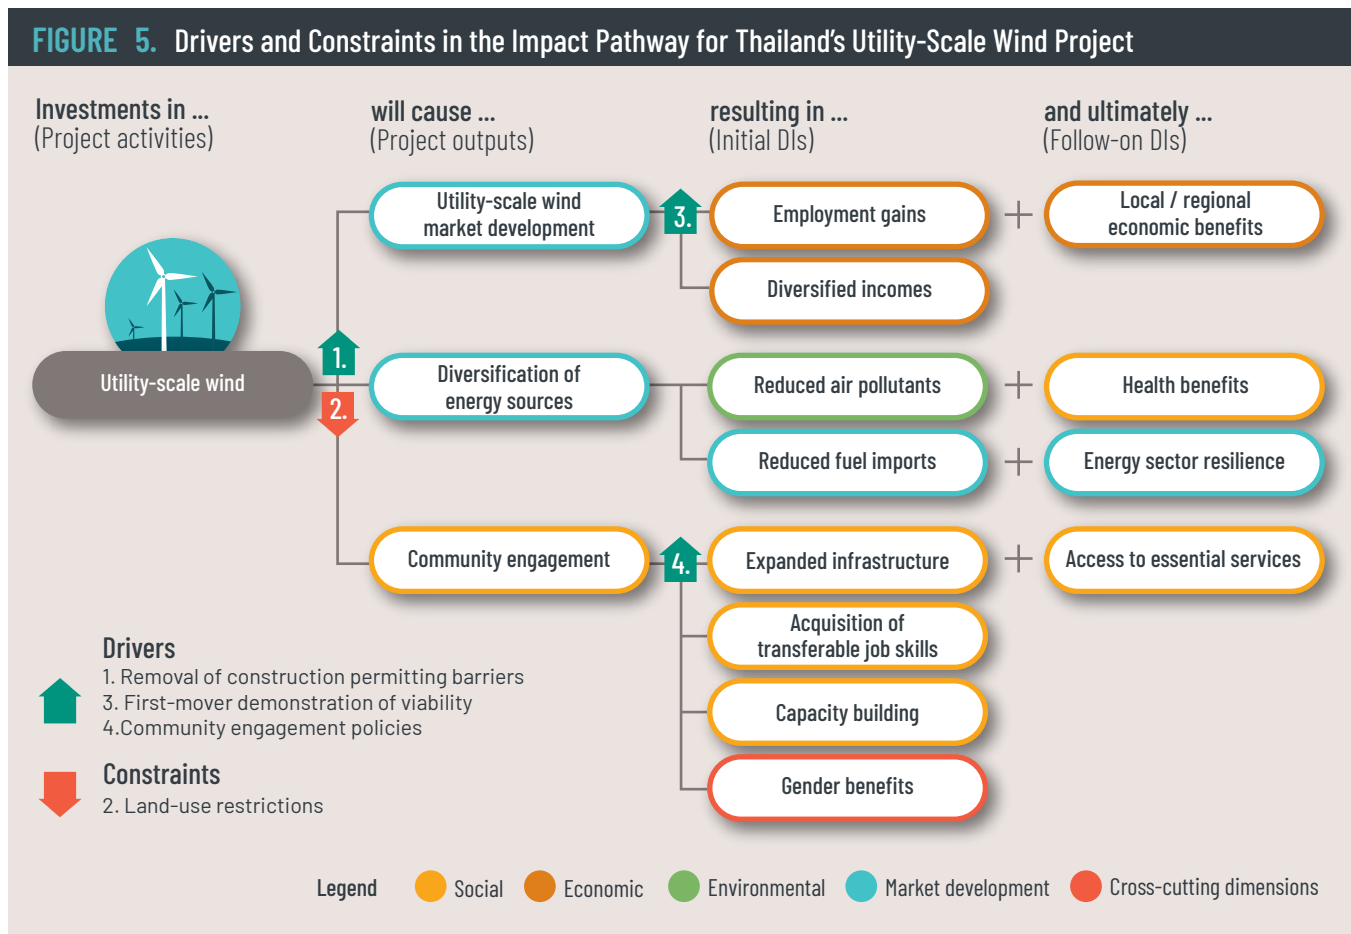 FIGURE 5. Drivers and Constraints in the Impact Pathway for Thailand's Utility-Scale Wind Project
Investments in ...
(Project activities)
will cause ...
(Project outputs)
resulting in ...
(Initial DIs)
and ultimately ...
(Follow-on DIs)
Utility-scale wind
1.
2.
Utility-scale wind
market development
3.
Employment gains
Local / regional
economic benefits
Diversified incomes
Diversification of
energy sources
Reduced air pollutants
Health benefits
Reduced fuel imports
Energy sector resilience
Community engagement
4.
Expanded infrastructure
Access to essential services
Acquisition of
transferable job skills
Capacity building
Gender benefits
Drivers
1. Removal of construction permitting barriers
3. First-mover demonstration of viability
4.Community engagement policies
Constraints
2. Land-use restrictions
Legend
Social
Economic
Environmental
Market development
Cross-cutting dimensions